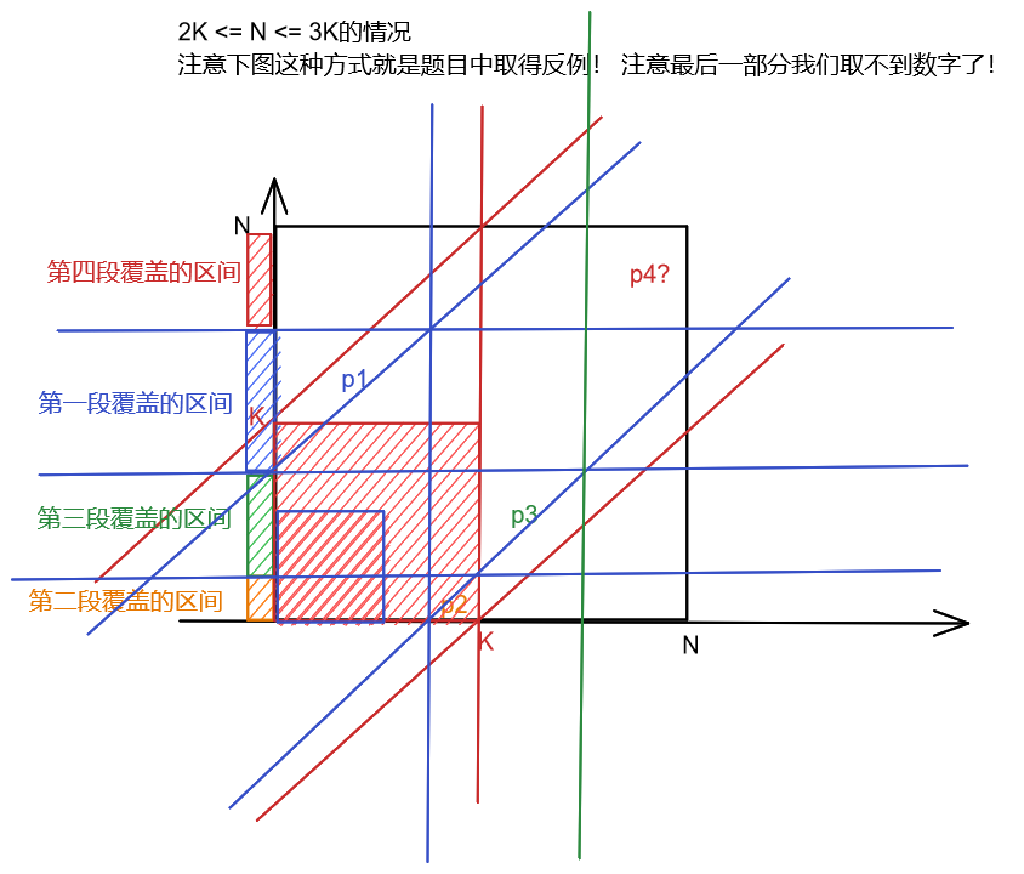 2K <= N <= 3K的情况
注意下图这种方式就是题目中取得反例！ 注意最后一部分我们取不到数字了！
N
第四段覆盖的区间
p4?
p1
第一段覆盖的区间
K
第三段覆盖的区间
p3
第二段覆盖的区间
p2
K
N